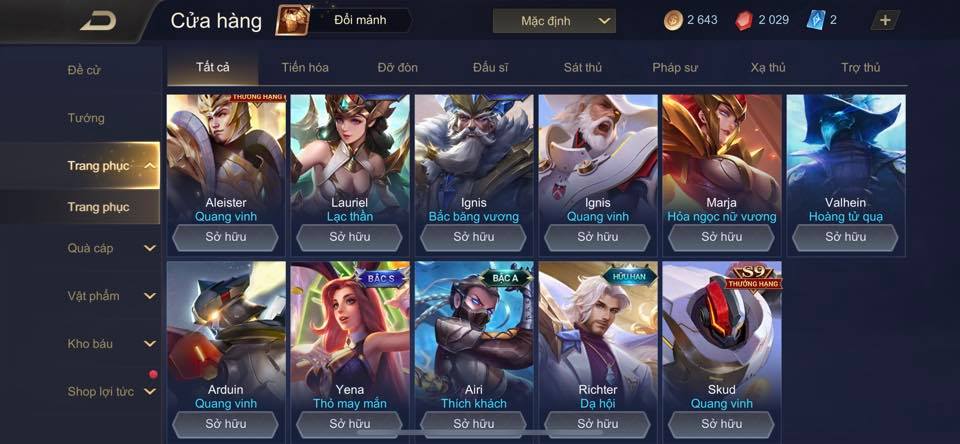 Cửa hàng
Đổi mảnh
Mặc định
2 643
2 029
2
Đề cử
Tướng
Trang phục
Trang phục
Quà cáp
Vật phẩm
Kho báu
Shop lợi tức
Tất cả
Tiến hóa
Đỡ đòn
Đấu sĩ
Sát thủ
Pháp sư
Xạ thủ
Trợ thủ
THƯỜNG HẠNG
Aleister
Quang vinh
Sở hữu
Lauriel
Lạc thần
Sở hữu
Ignis
Bắc băng vương
Sở hữu
Ignis
Quang vinh
Sở hữu
Marja
Hỏa ngọc nữ vương
Sở hữu
Valhein
Hoàng tử quạ
Sở hữu
Arduin
Quang vinh
Sở hữu
BẬC S
Yena
Thỏ may mắn
Sở hữu
BẬC A
Airi
Thích khách
Sở hữu
HỮU HẠN
Richter
Dạ hội
Sở hữu
S9
THƯỞNG HẠNG
Skud
Quang vinh
Sở hữu